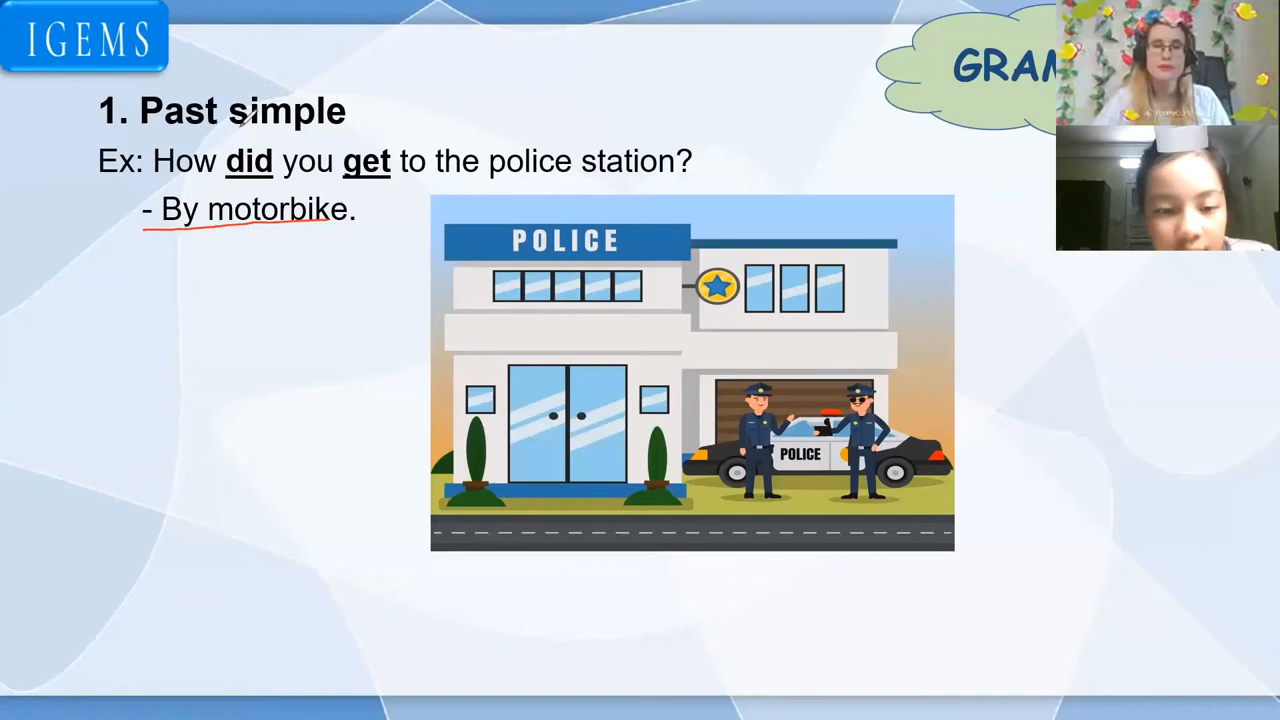 IGEMS
GRAM
1. Past simple
Ex: How did you get to the police station?
- By motorbike.
POLICE
POLICE